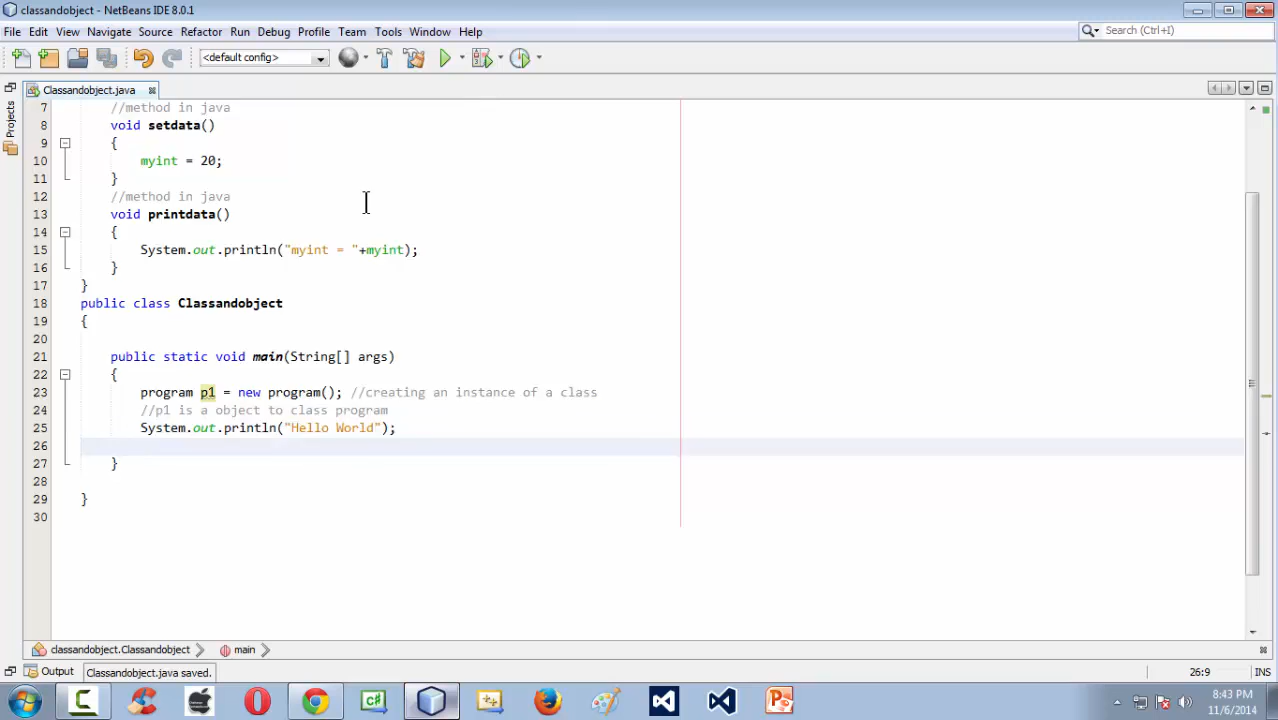 classandobject - NetBeans IDE 8.0.1
File Edit View Navigate Source Refactor Run Debug Profile Team Tools Window Help
Search (Ctrl+I)
<default config>
Classandobject.java
Projects
7 //method in java
8 void setdata()
9 {
10 myint = 20;
11 }
12 //method in java
13 void printdata()
14 {
15 System.out.println("myint = "+myint);
16 }
17 }
18 public class Classandobject
19 {
20
21 public static void main(String[] args)
22 {
23 program p1 = new program(); //creating an instance of a class
24 //p1 is a object to class program
25 System.out.println("Hello World");
26
27 }
28
29 }
30
classandobject.Classandobject main
Output Classandobject.java saved.
26:9 INS
8:43 PM
11/6/2014